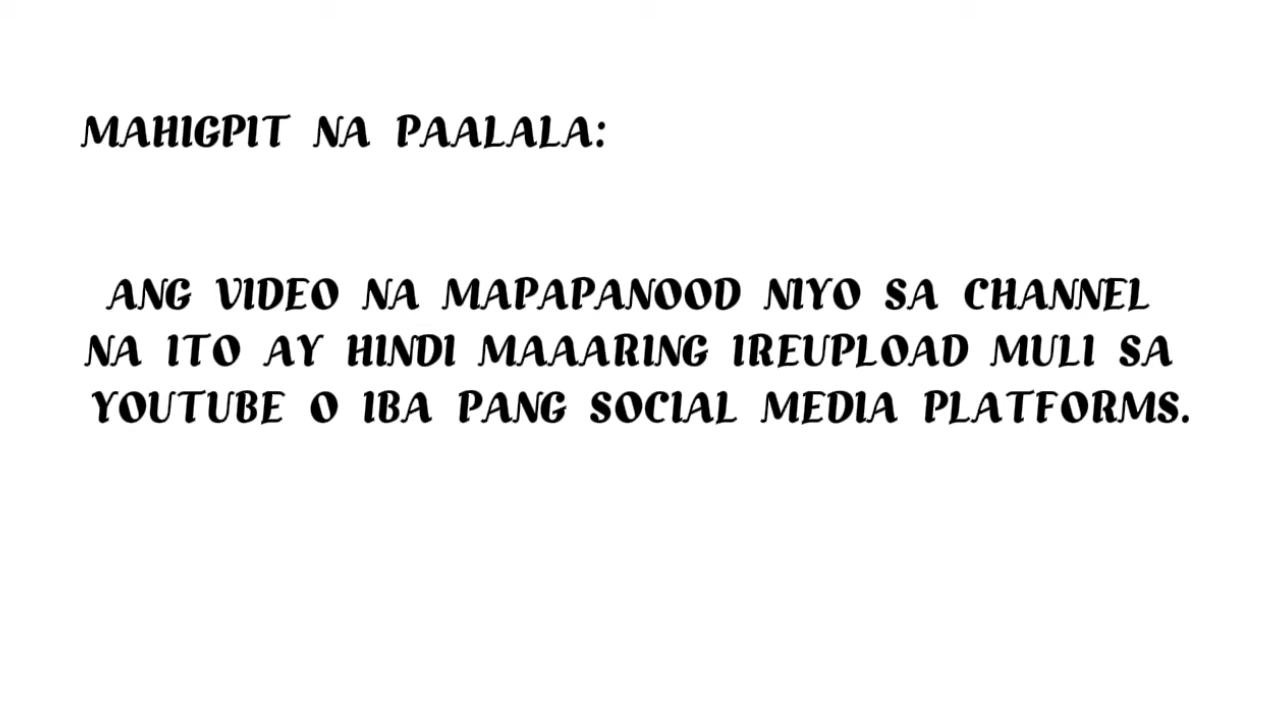 MAHIGPIT NA PAALALA:
ANG VIDEO NA MAPAPANOOD NIYO SA CHANNEL
NA ITO AY HINDI MAAARING IREUPLOAD MULI SA
YOUTUBE O IBA PANG SOCIAL MEDIA PLATFORMS.